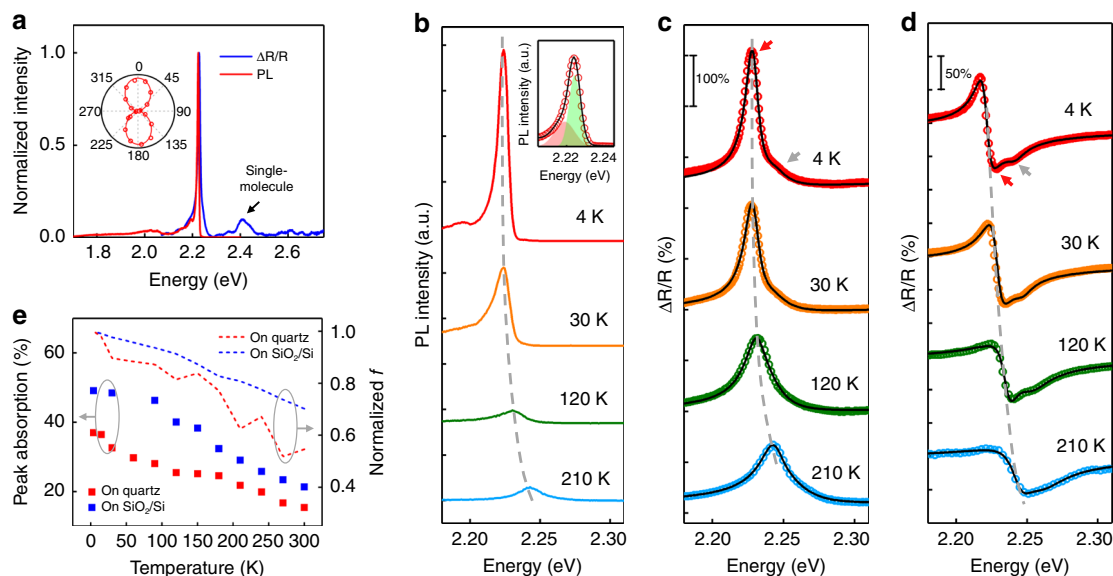 a
Normalized intensity
1.0
0.5
0.0
ΔR/R
PL
0
45
90
135
180
225
270
315
Single-
molecule
1.8
2.0
2.2
2.4
2.6
Energy (eV)
b
PL intensity (a.u.)
PL intensity (a.u.)
2.22
2.24
Energy (eV)
4 K
30 K
120 K
210 K
2.20
2.25
2.30
Energy (eV)
c
ΔR/R (%)
100%
4 K
30 K
120 K
210 K
2.20
2.25
2.30
Energy (eV)
d
ΔR/R (%)
50%
4 K
30 K
120 K
210 K
2.20
2.25
2.30
Energy (eV)
e
Peak absorption (%)
60
40
20
On quartz
On SiO₂/Si
On quartz
On SiO₂/Si
1.0
0.8
0.6
0.4
Normalized f
0
50
100
150
200
250
300
Temperature (K)